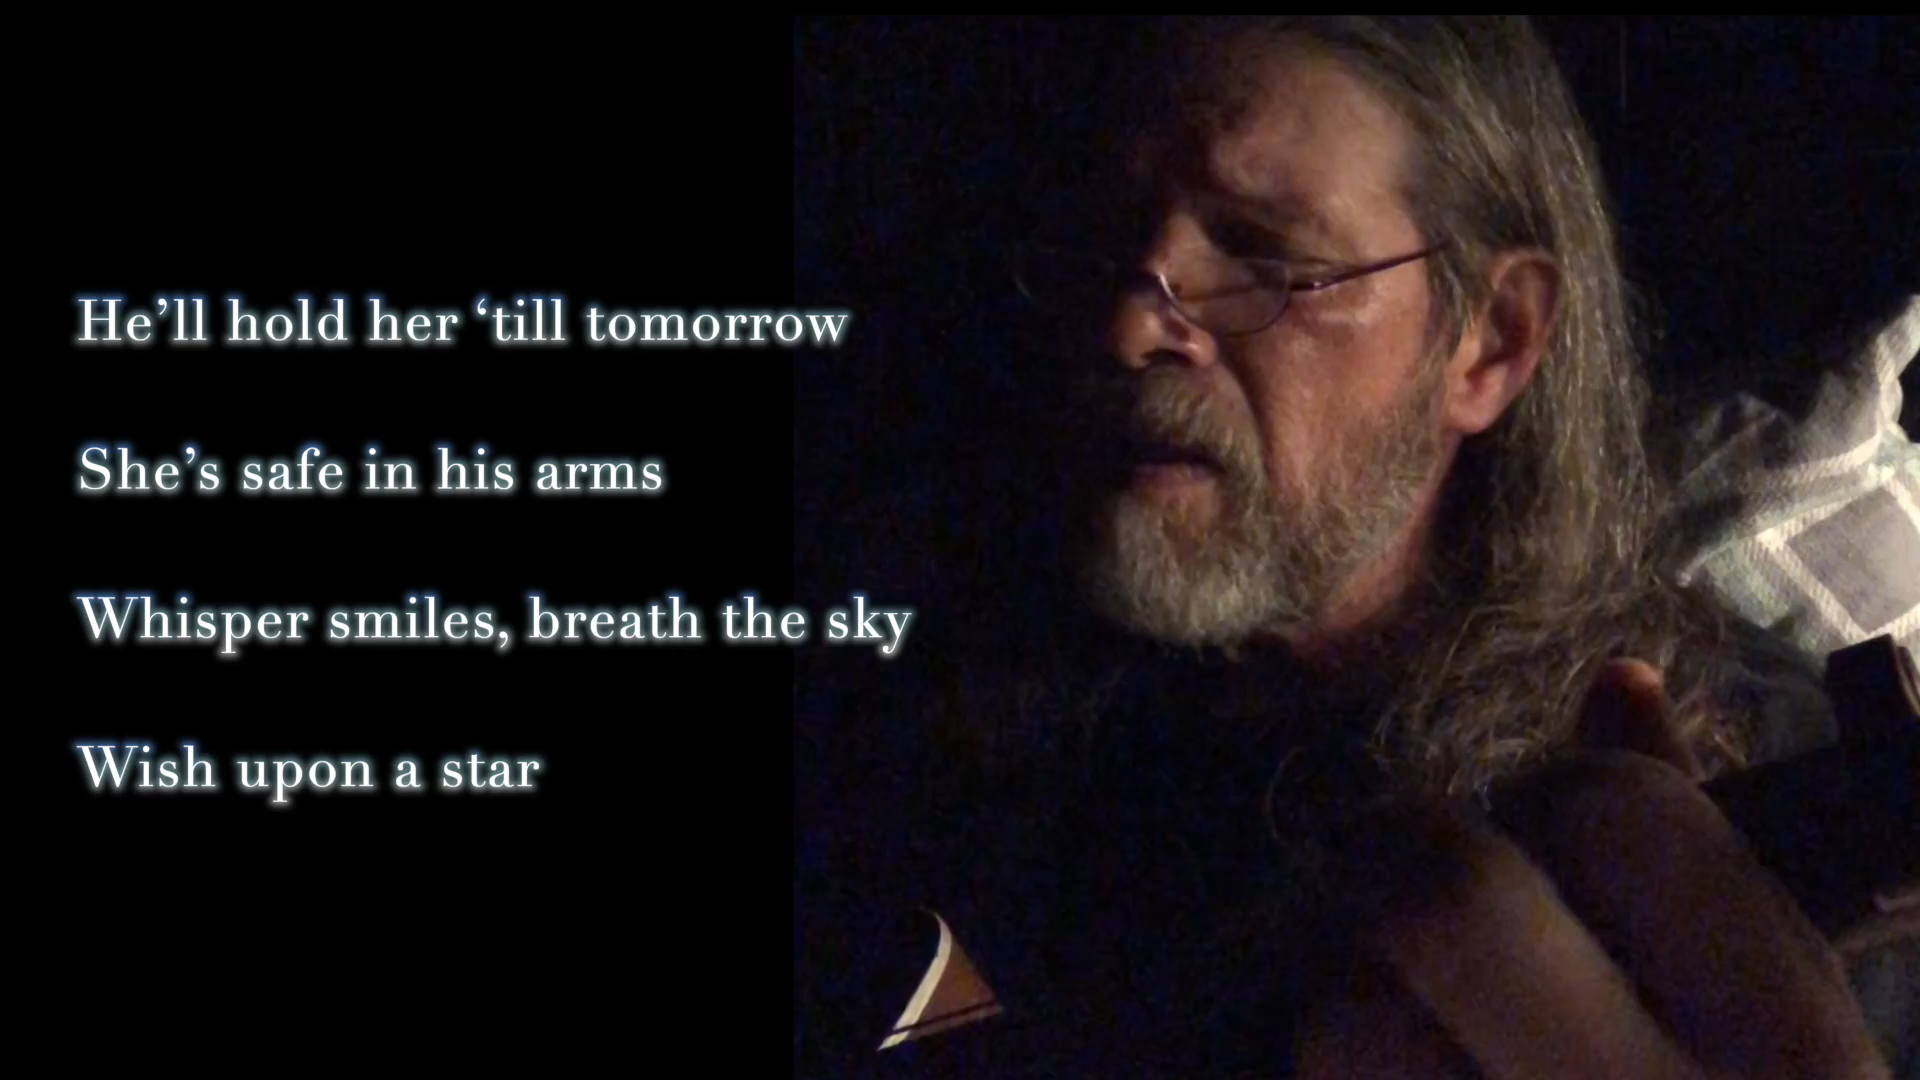 He’ll hold her ‘till tomorrow
She’s safe in his arms
Whisper smiles, breath the sky
Wish upon a star